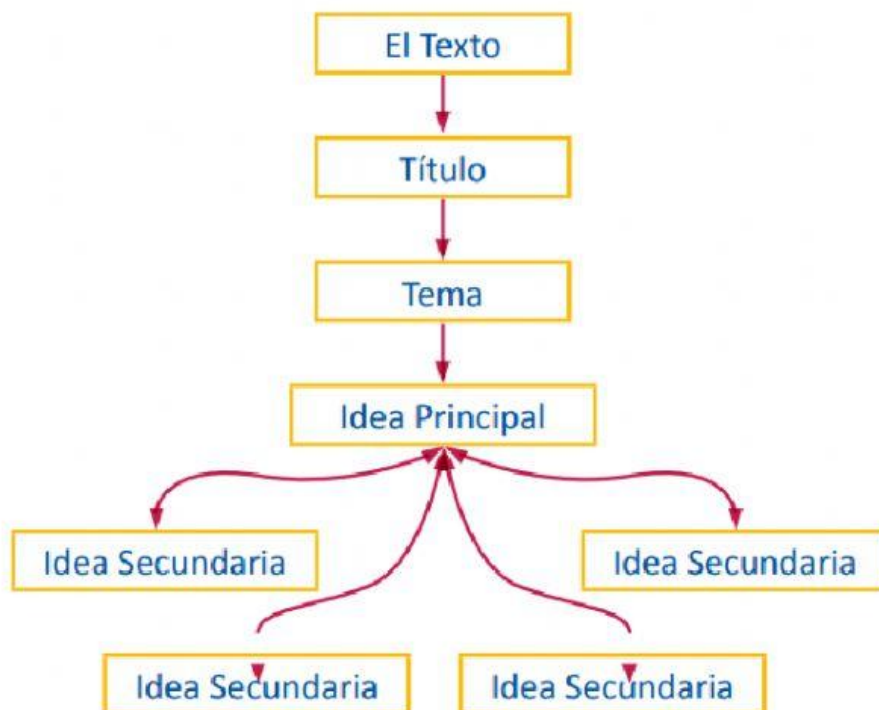 El Texto
Título
Tema
Idea Principal
Idea Secundaria
Idea Secundaria
Idea Secundaria
Idea Secundaria